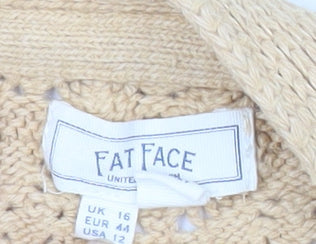 FAT FACE
UNITED
UK 16
EUR 44
USA 12